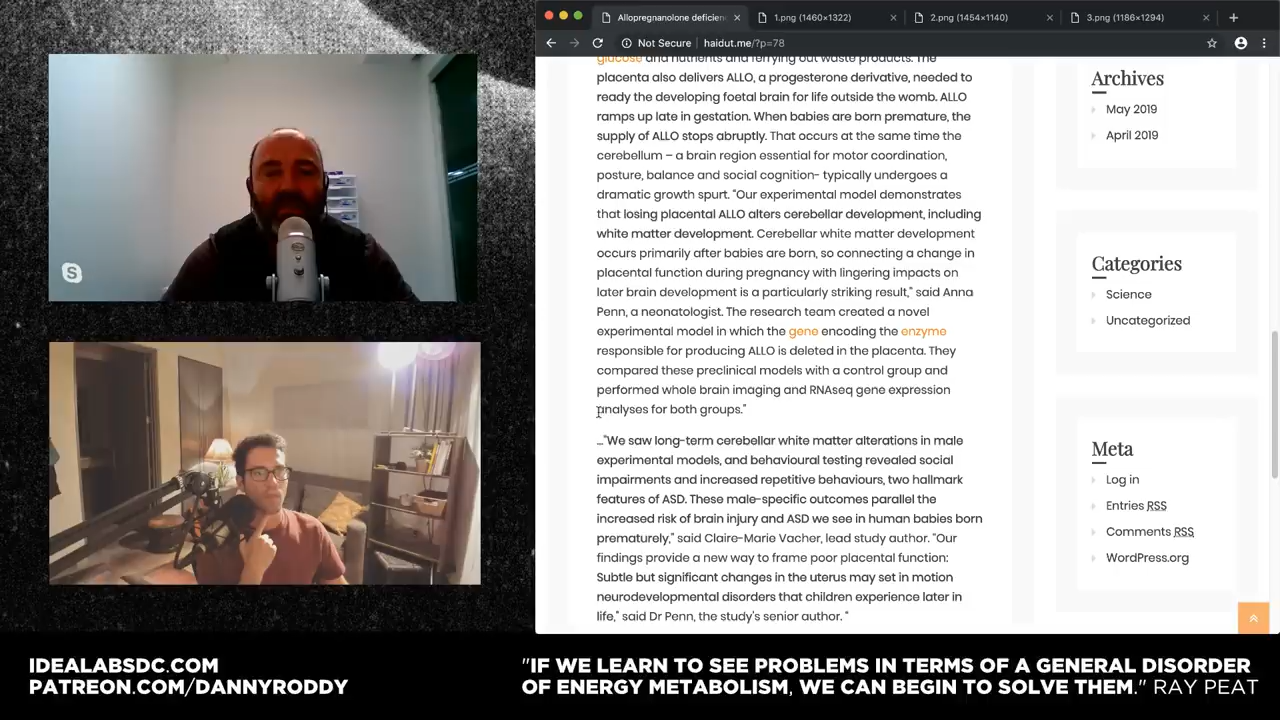 Allopregnanolone deficien
1.png (1460×1322)
2.png (1454×1140)
3.png (1186×1294)
Not Secure | haidut.me/?p=78
glucose and nutrients and ferrying out waste products. The
placenta also delivers ALLO, a progesterone derivative, needed to
ready the developing foetal brain for life outside the womb. ALLO
ramps up late in gestation. When babies are born premature, the
supply of ALLO stops abruptly. That occurs at the same time the
cerebellum – a brain region essential for motor coordination,
posture, balance and social cognition- typically undergoes a
dramatic growth spurt. “Our experimental model demonstrates
that losing placental ALLO alters cerebellar development, including
white matter development. Cerebellar white matter development
occurs primarily after babies are born, so connecting a change in
placental function during pregnancy with lingering impacts on
later brain development is a particularly striking result,” said Anna
Penn, a neonatologist. The research team created a novel
experimental model in which the gene encoding the enzyme
responsible for producing ALLO is deleted in the placenta. They
compared these preclinical models with a control group and
performed whole brain imaging and RNAseq gene expression
analyses for both groups.”
…“We saw long-term cerebellar white matter alterations in male
experimental models, and behavioural testing revealed social
impairments and increased repetitive behaviours, two hallmark
features of ASD. These male-specific outcomes parallel the
increased risk of brain injury and ASD we see in human babies born
prematurely,” said Claire-Marie Vacher, lead study author. “Our
findings provide a new way to frame poor placental function:
Subtle but significant changes in the uterus may set in motion
neurodevelopmental disorders that children experience later in
life,” said Dr Penn, the study’s senior author. “
Archives
May 2019
April 2019
Categories
Science
Uncategorized
Meta
Log in
Entries RSS
Comments RSS
WordPress.org
IDEALABSDC.COM
PATREON.COM/DANNYRODDY
"IF WE LEARN TO SEE PROBLEMS IN TERMS OF A GENERAL DISORDER
OF ENERGY METABOLISM, WE CAN BEGIN TO SOLVE THEM." RAY PEAT